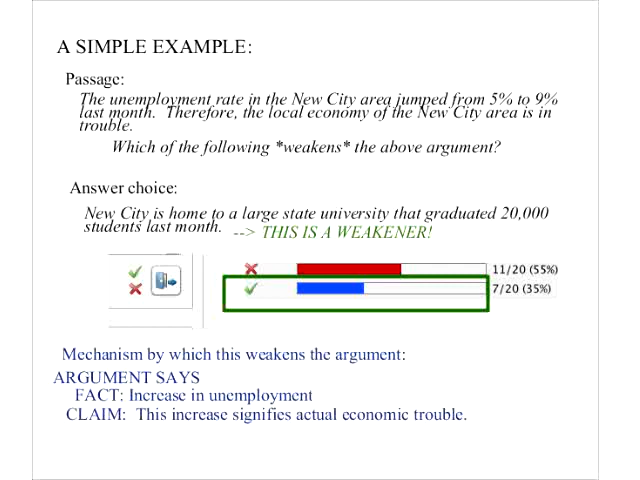 A SIMPLE EXAMPLE:
Passage:
The unemployment rate in the New City area jumped from 5% to 9%
last month. Therefore, the local economy of the New City area is in
trouble.
Which of the following *weakens* the above argument?
Answer choice:
New City is home to a large state university that graduated 20,000
students last month. --> THIS IS A WEAKENER!
11/20 (55%)
7/20 (35%)
Mechanism by which this weakens the argument:
ARGUMENT SAYS
FACT: Increase in unemployment
CLAIM: This increase signifies actual economic trouble.